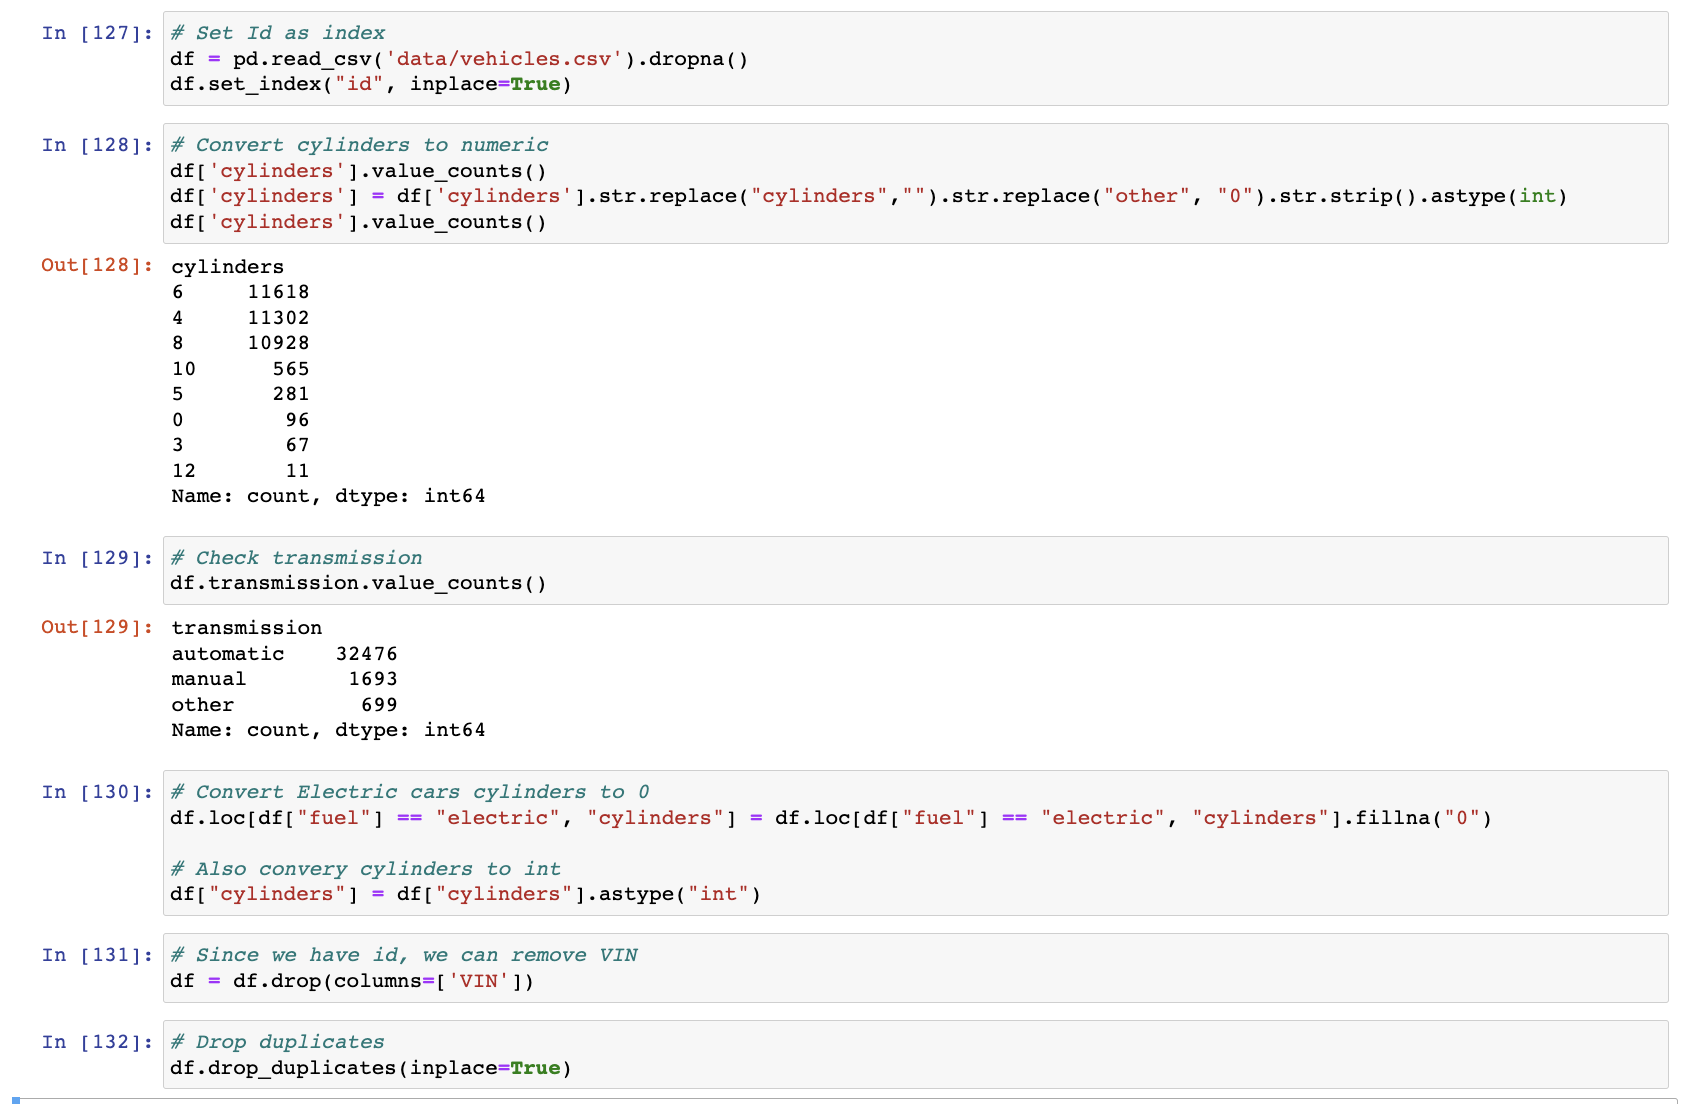 In [127]: # Set Id as index
df = pd.read_csv('data/vehicles.csv').dropna()
df.set_index("id", inplace=True)
In [128]: # Convert cylinders to numeric
df['cylinders'].value_counts()
df['cylinders'] = df['cylinders'].str.replace("cylinders","").str.replace("other", "0").str.strip().astype(int)
df['cylinders'].value_counts()
Out[128]: cylinders
6 11618
4 11302
8 10928
10 565
5 281
0 96
3 67
12 11
Name: count, dtype: int64
In [129]: # Check transmission
df.transmission.value_counts()
Out[129]: transmission
automatic 32476
manual 1693
other 699
Name: count, dtype: int64
In [130]: # Convert Electric cars cylinders to 0
df.loc[df["fuel"] == "electric", "cylinders"] = df.loc[df["fuel"] == "electric", "cylinders"].fillna("0")
# Also convery cylinders to int
df["cylinders"] = df["cylinders"].astype("int")
In [131]: # Since we have id, we can remove VIN
df = df.drop(columns=['VIN'])
In [132]: # Drop duplicates
df.drop_duplicates(inplace=True)